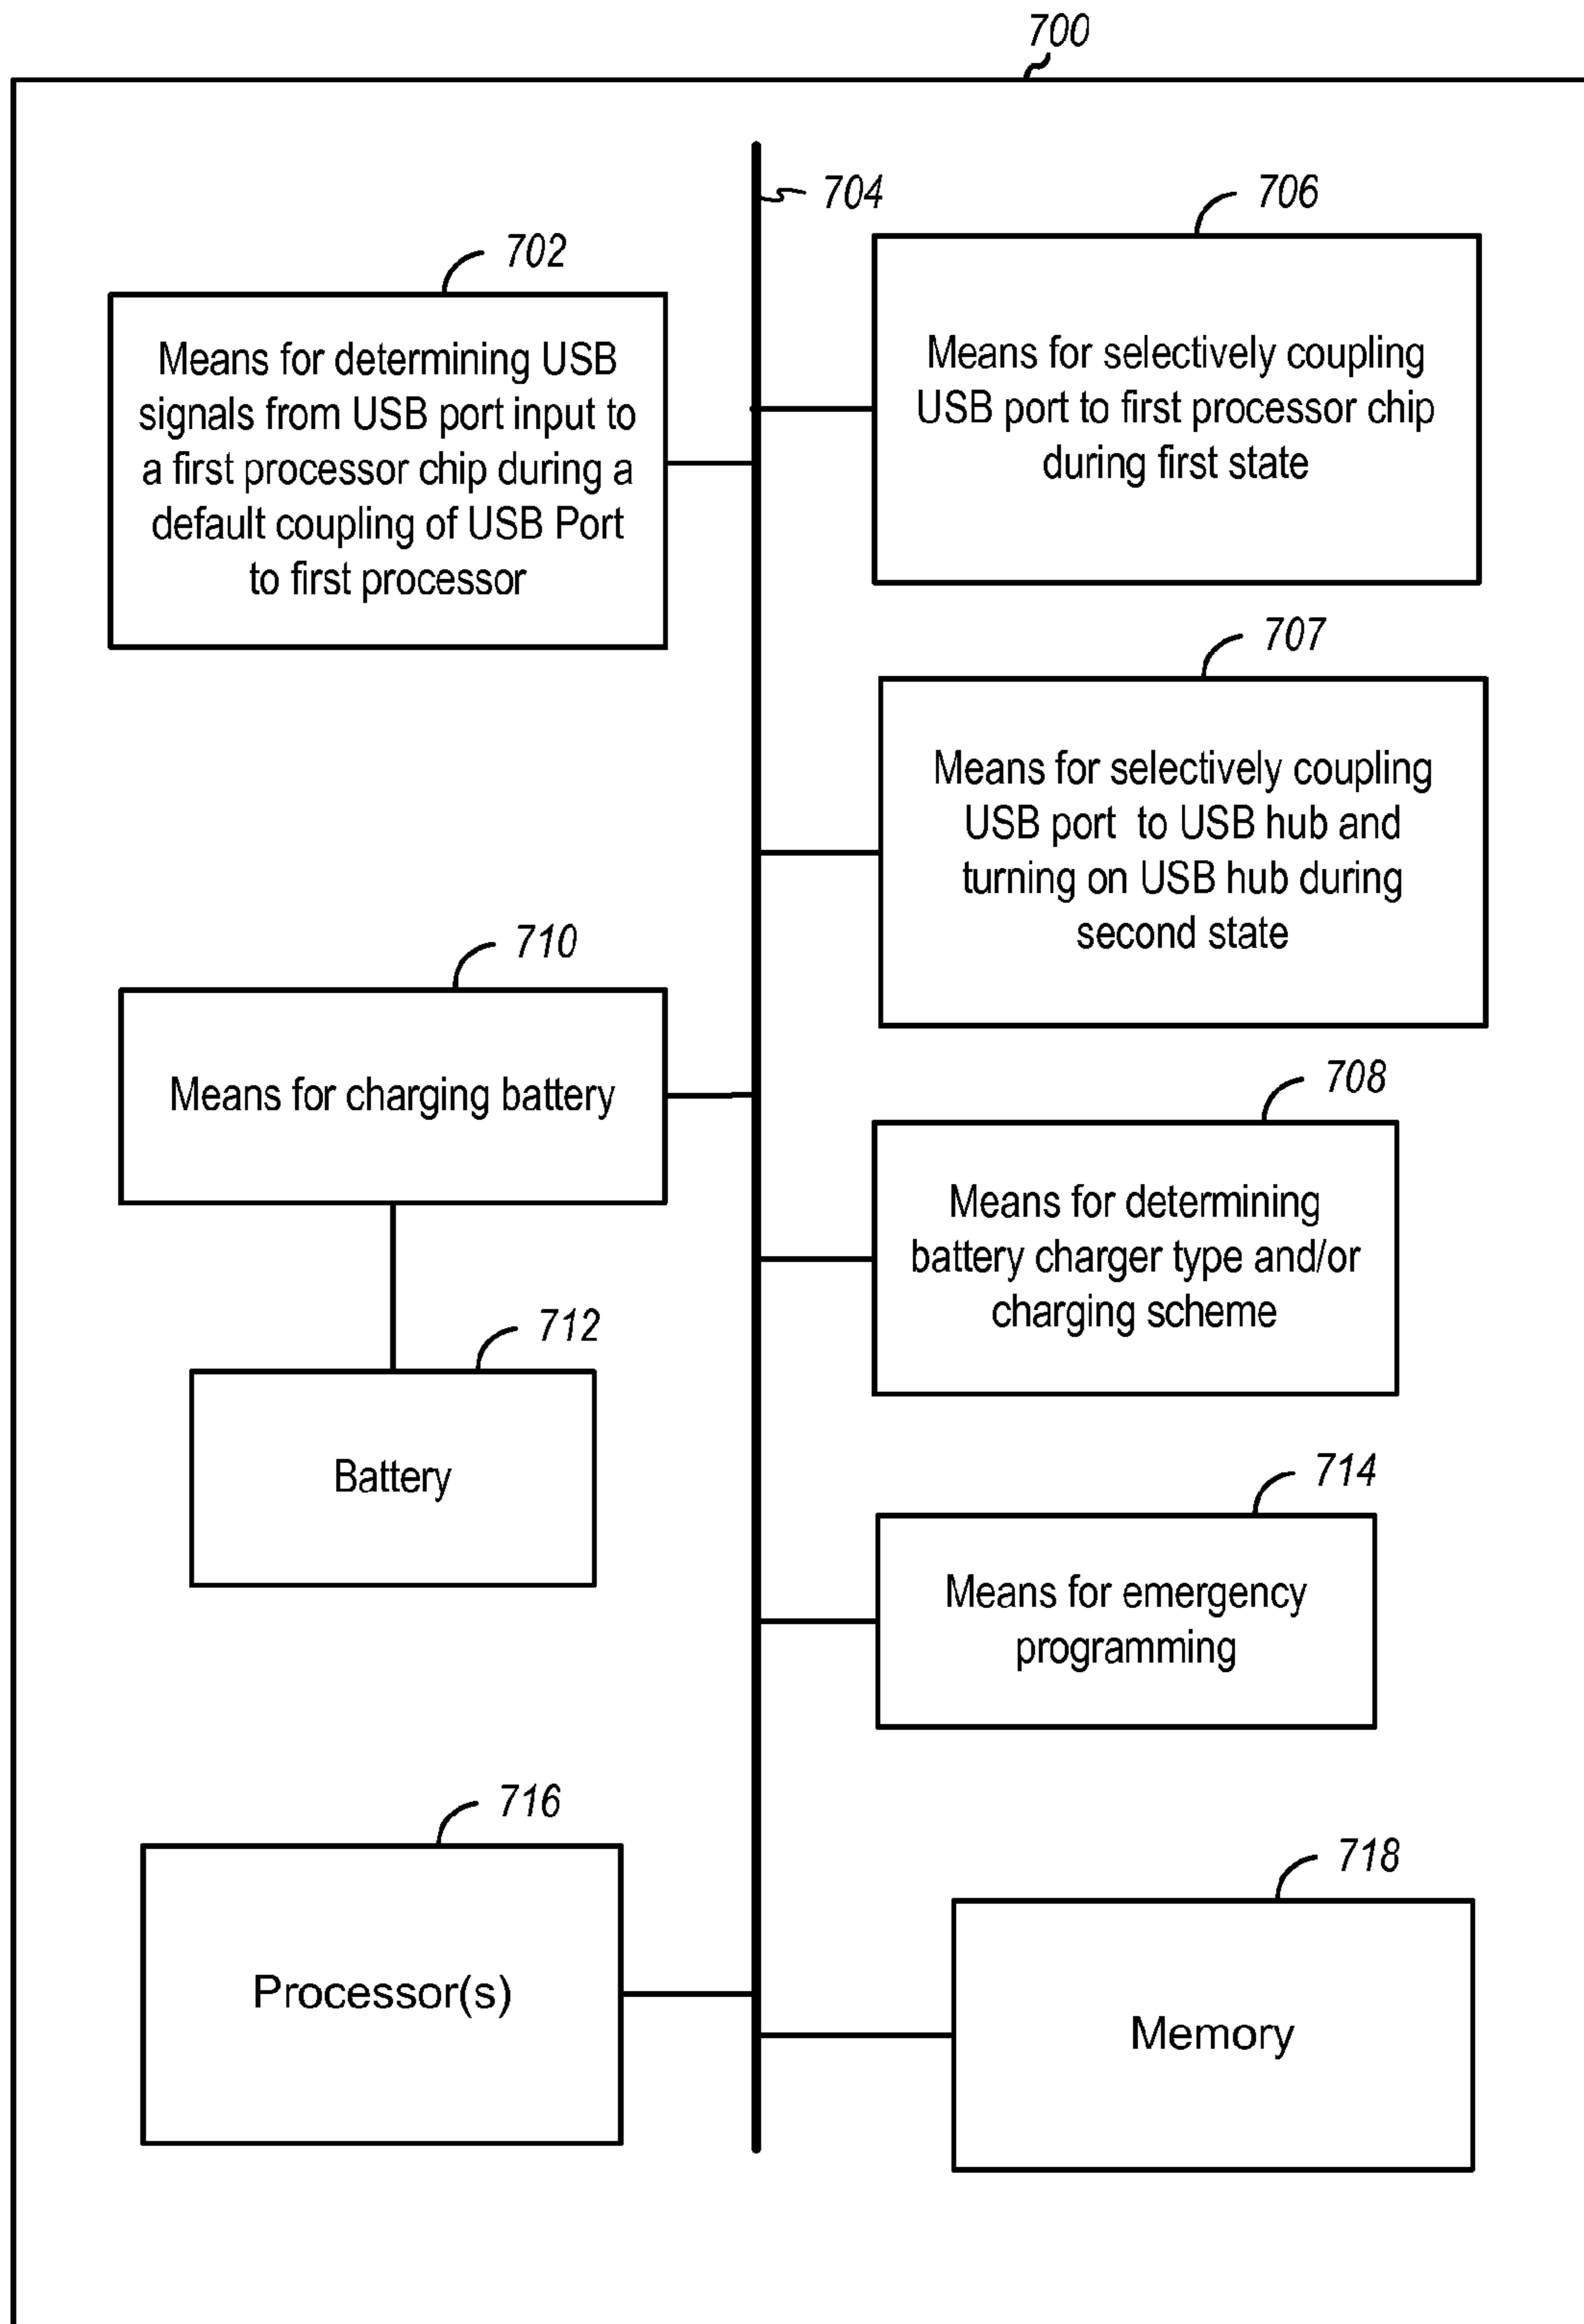 700
704
706
702
Means for determining USB
signals from USB port input to
a first processor chip during a
default coupling of USB Port
to first processor
Means for selectively coupling
USB port to first processor chip
during first state
707
Means for selectively coupling
USB port to USB hub and
turning on USB hub during
second state
710
Means for charging battery
708
Means for determining
battery charger type and/or
charging scheme
712
Battery
714
Means for emergency
programming
716
Processor(s)
718
Memory